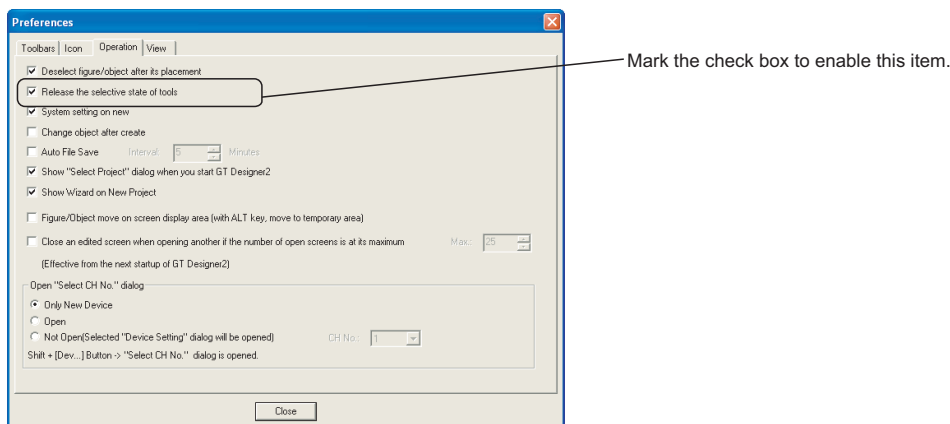 Preferences
Toolbars Icon Operation View
Deselect figure/object after its placement
Release the selective state of tools
Mark the check box to enable this item.
System setting on new
Change object after create
Auto File Save Interval: 5 Minutes
Show "Select Project" dialog when you start GT Designer2
Show Wizard on New Project
Figure/Object move on screen display area (with ALT key, move to temporary area)
Close an edited screen when opening another if the number of open screens is at its maximum Max.: 25
(Effective from the next startup of GT Designer2)
Open "Select CH No." dialog
Only New Device
Open
Not Open(Selected "Device Setting" dialog will be opened) CH No.: 1
Shift + [Dev...] Button -> "Select CH No." dialog is opened.
Close